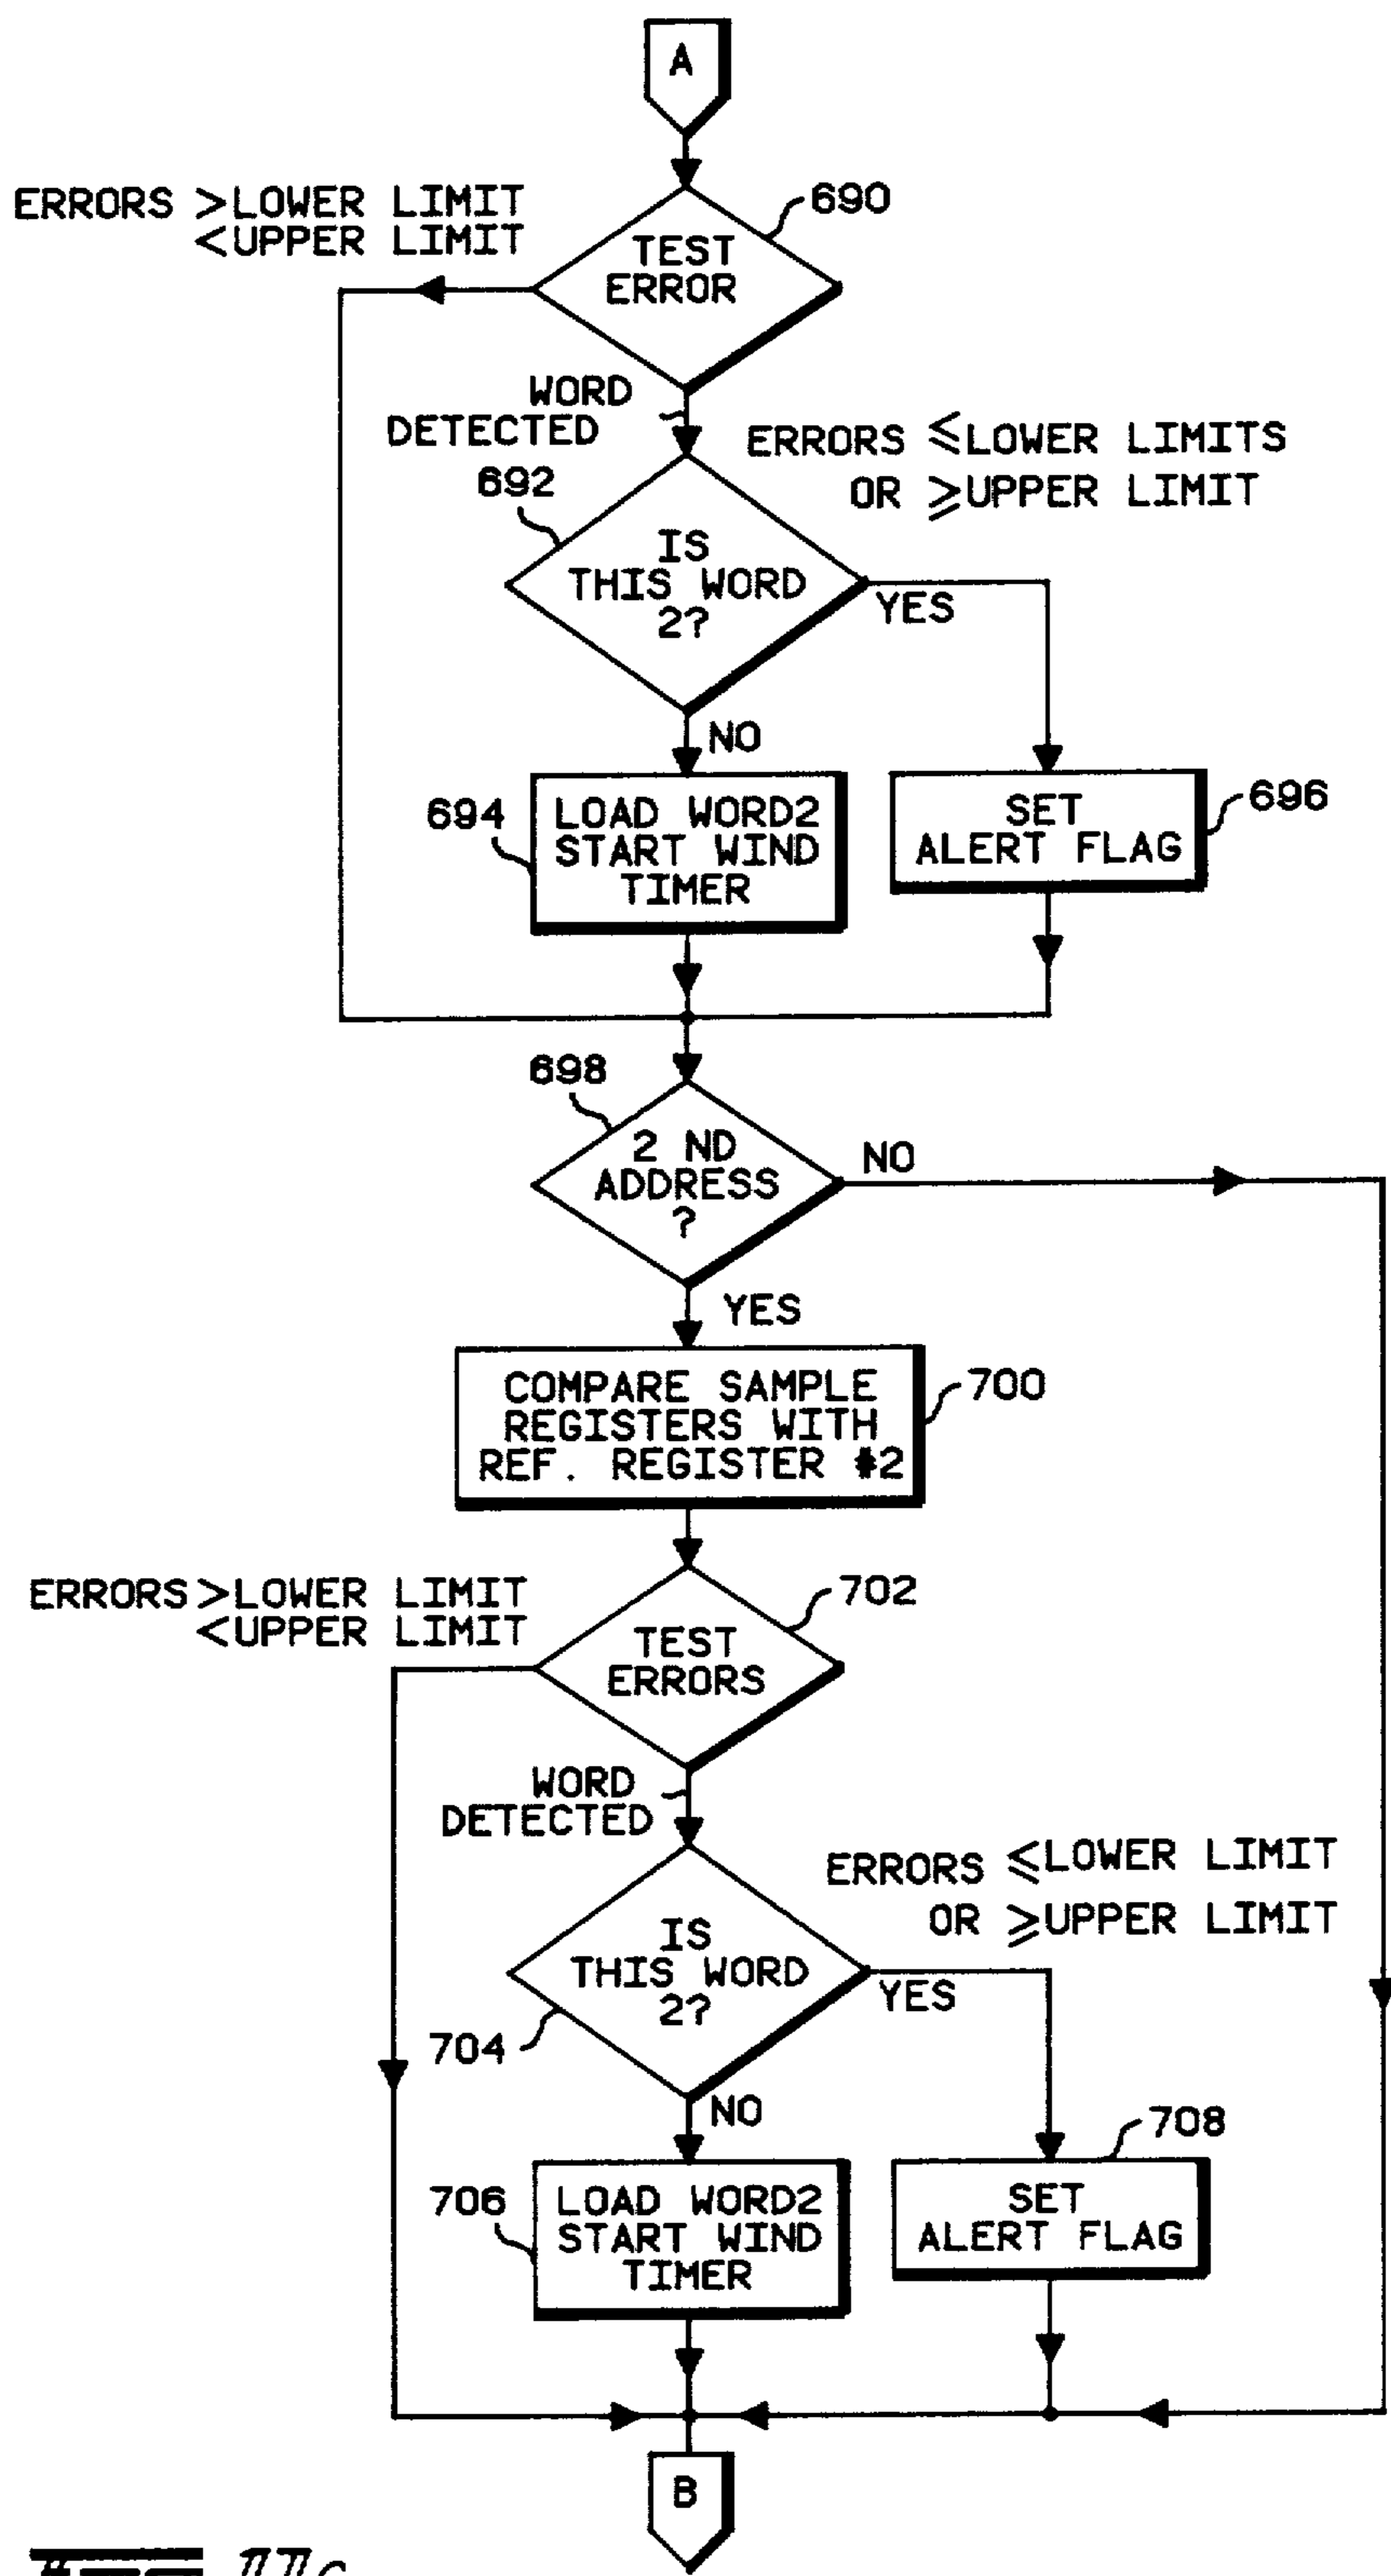 A
ERRORS >LOWER LIMIT
<UPPER LIMIT
690
TEST
ERROR
WORD
DETECTED
ERRORS ≤LOWER LIMITS
OR ≥UPPER LIMIT
692
IS
THIS WORD
2?
YES
NO
694
LOAD WORD2
START WIND
TIMER
SET
ALERT FLAG
696
698
2 ND
ADDRESS
?
NO
YES
COMPARE SAMPLE
REGISTERS WITH
REF. REGISTER #2
700
ERRORS >LOWER LIMIT
<UPPER LIMIT
702
TEST
ERRORS
WORD
DETECTED
ERRORS ≤LOWER LIMIT
OR ≥UPPER LIMIT
IS
THIS WORD
2?
YES
704
NO
706
LOAD WORD2
START WIND
TIMER
708
SET
ALERT FLAG
B